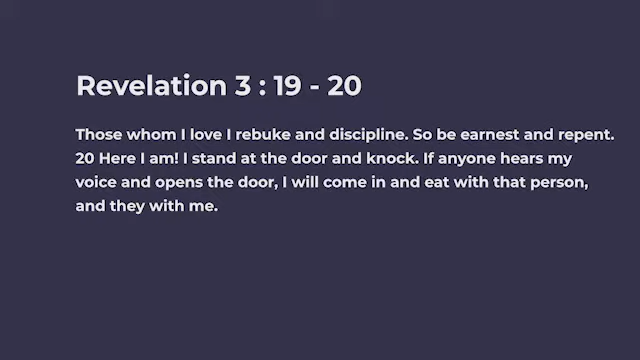 Revelation 3 : 19 - 20
Those whom I love I rebuke and discipline. So be earnest and repent.
20 Here I am! I stand at the door and knock. If anyone hears my
voice and opens the door, I will come in and eat with that person,
and they with me.